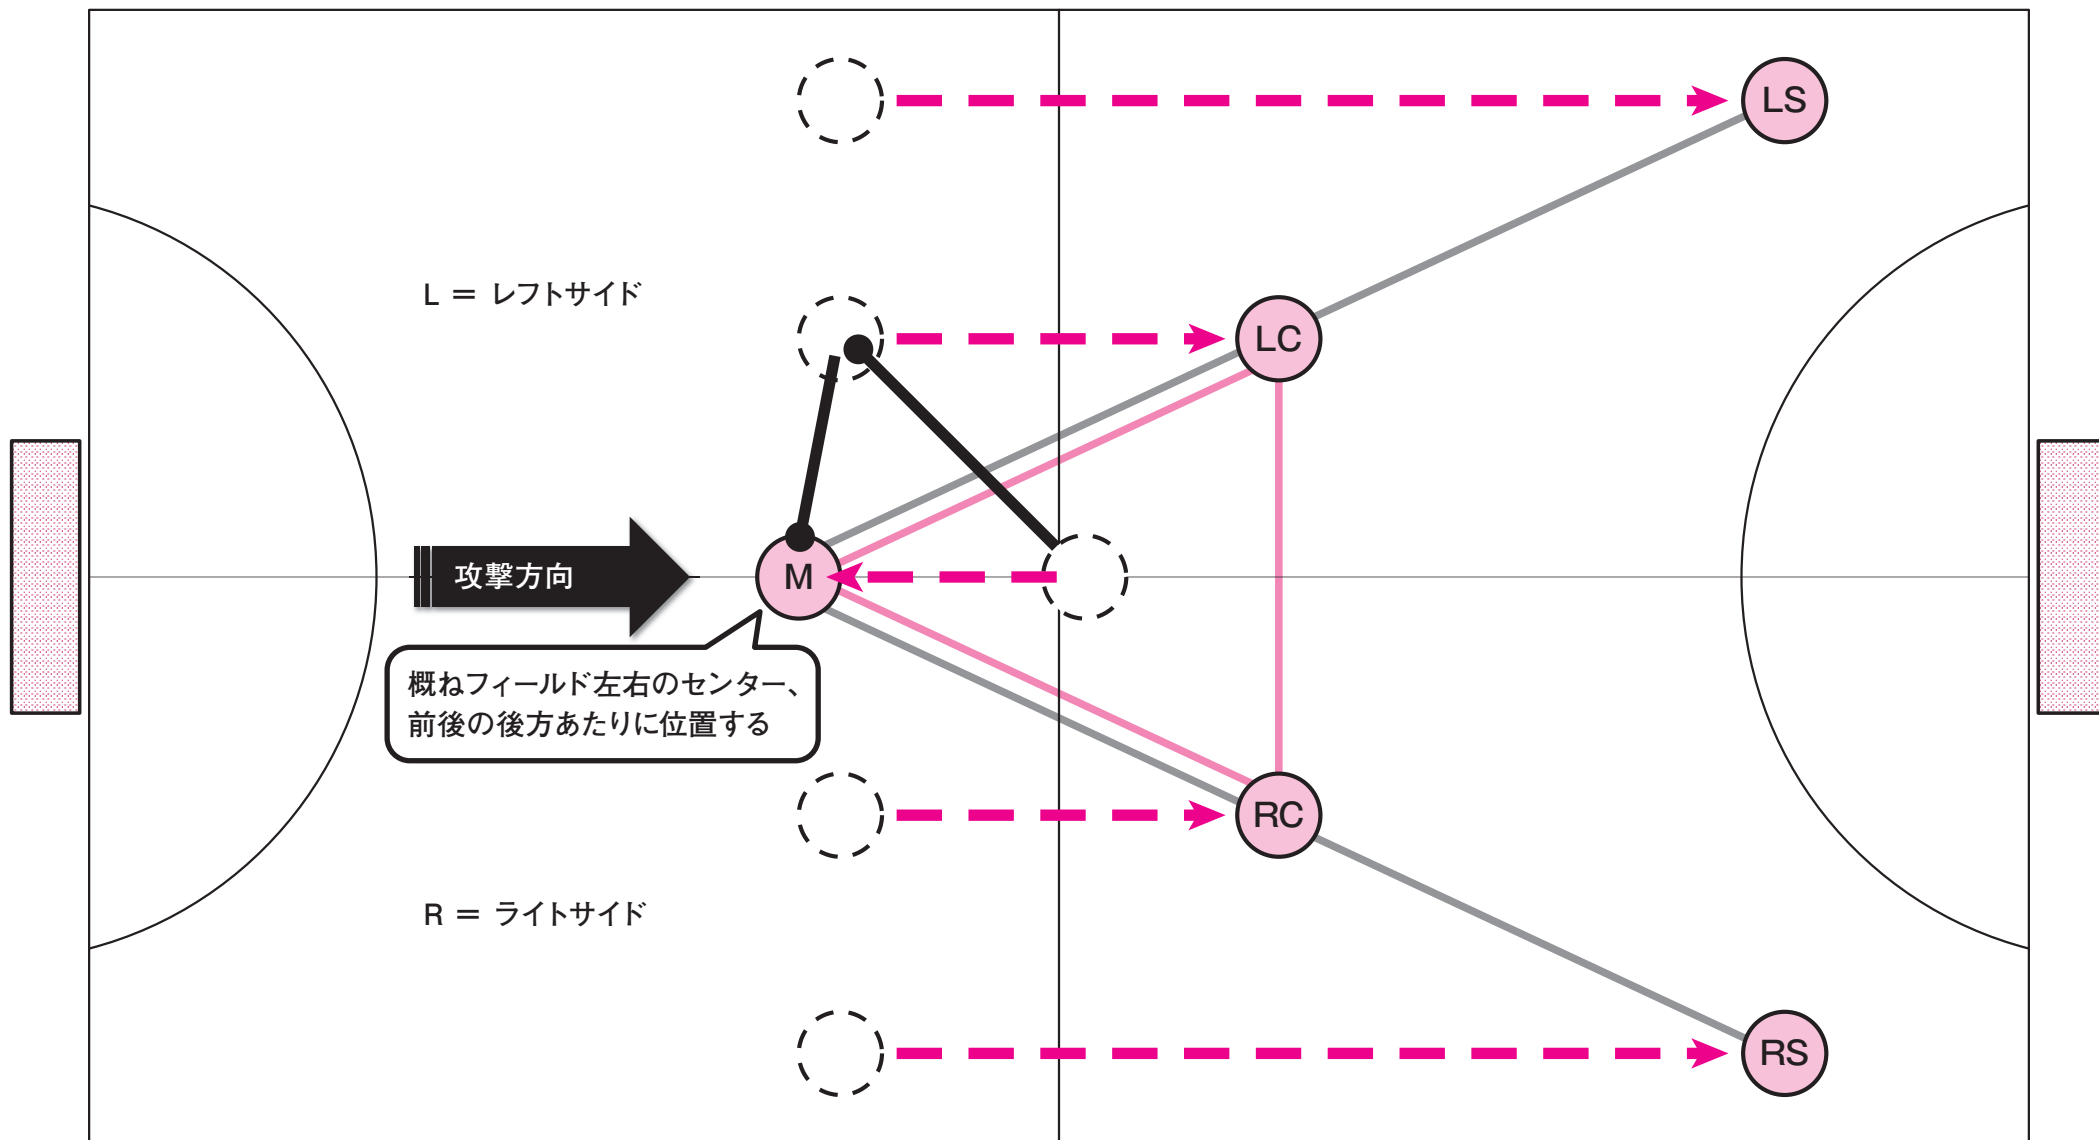 LS
L ＝ レフトサイド
LC
攻撃方向
M
概ねフィールド左右のセンター、
前後の後方あたりに位置する
RC
R ＝ ライトサイド
RS